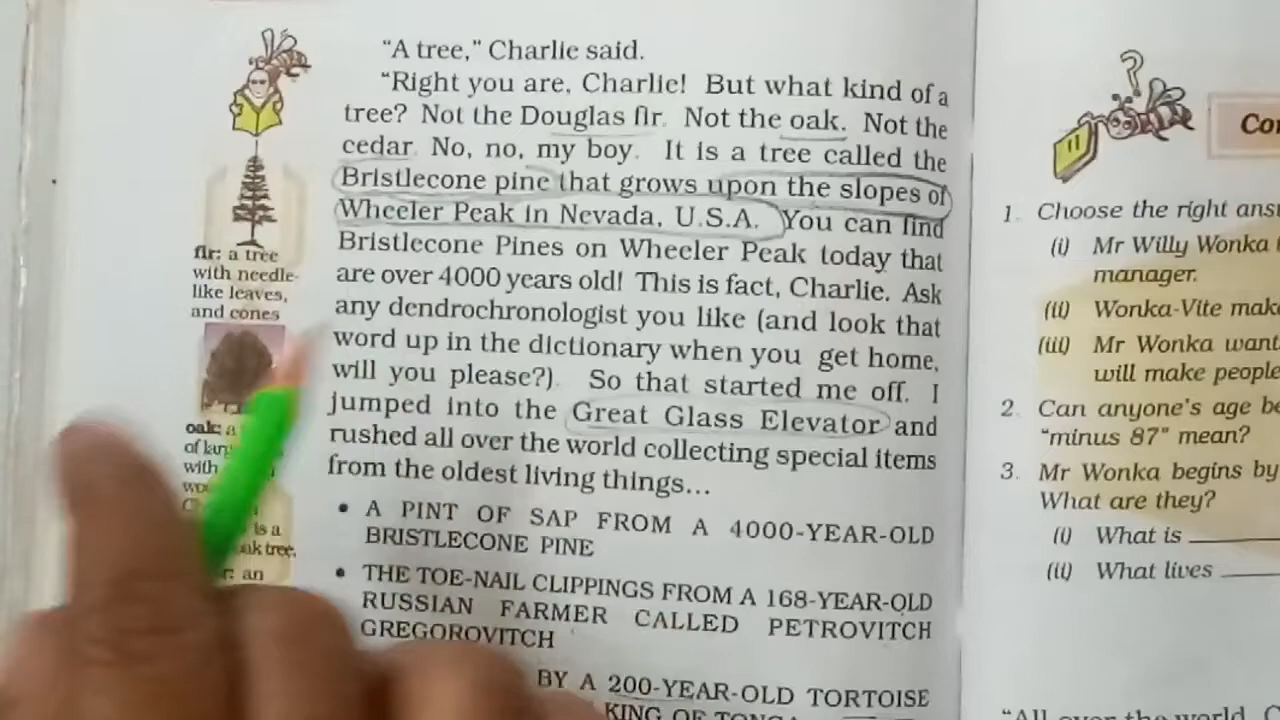 "A tree," Charlie said.
"Right you are, Charlie! But what kind of a
tree? Not the Douglas fir. Not the oak. Not the
cedar. No, no, my boy. It is a tree called the
Bristlecone pine that grows upon the slopes of
Wheeler Peak in Nevada, U.S.A. You can find
Bristlecone Pines on Wheeler Peak today that
are over 4000 years old! This is fact, Charlie. Ask
any dendrochronologist you like (and look that
word up in the dictionary when you get home,
will you please?). So that started me off. I
jumped into the Great Glass Elevator and
rushed all over the world collecting special items
from the oldest living things...
• A PINT OF SAP FROM A 4000-YEAR-OLD
BRISTLECONE PINE
• THE TOE-NAIL CLIPPINGS FROM A 168-YEAR-OLD
RUSSIAN FARMER CALLED PETROVITCH
GREGOROVITCH
BY A 200-YEAR-OLD TORTOISE
KING OF TONGA
fir: a tree
with needle-
like leaves,
and cones
oak: a
of
with
is a
oak tree.
an
?
1. Choose the right
(i) Mr Willy Wonka
manager.
(ii) Wonka-Vite
(iii) Mr Wonka
will make people
2. Can anyone's age
"minus 87" mean?
3. Mr Wonka begins by
What are they?
(i) What is
(ii) What lives
"All over the world,